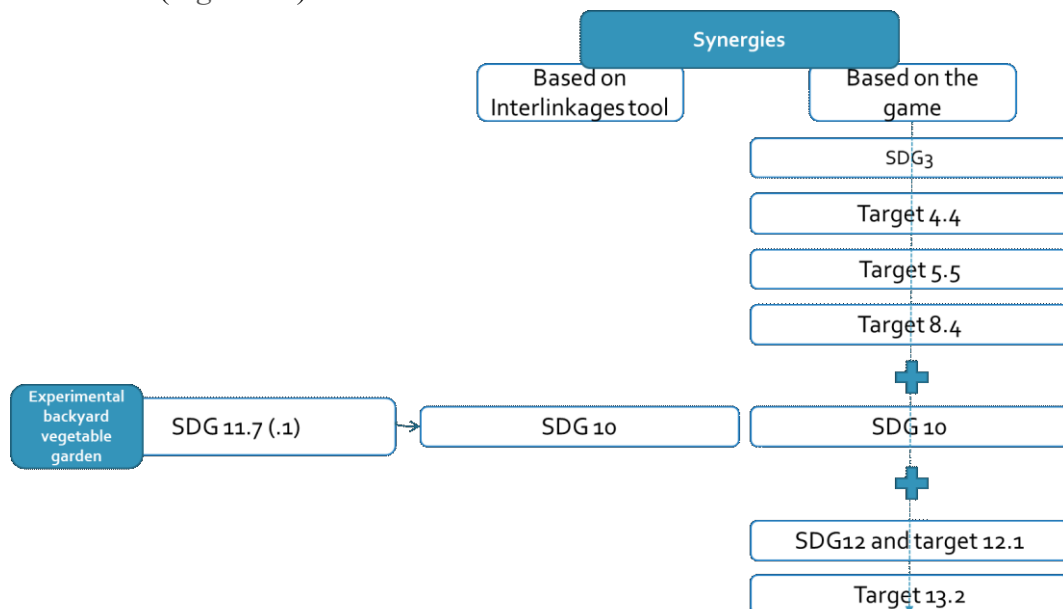 Synergies
Based on
Interlinkages tool
Based on the
game
SDG3
Target 4.4
Target 5.5
Target 8.4
Experimental
backyard
vegetable
garden
SDG 11.7 (.1)
SDG 10
SDG 10
SDG12 and target 12.1
Target 13.2